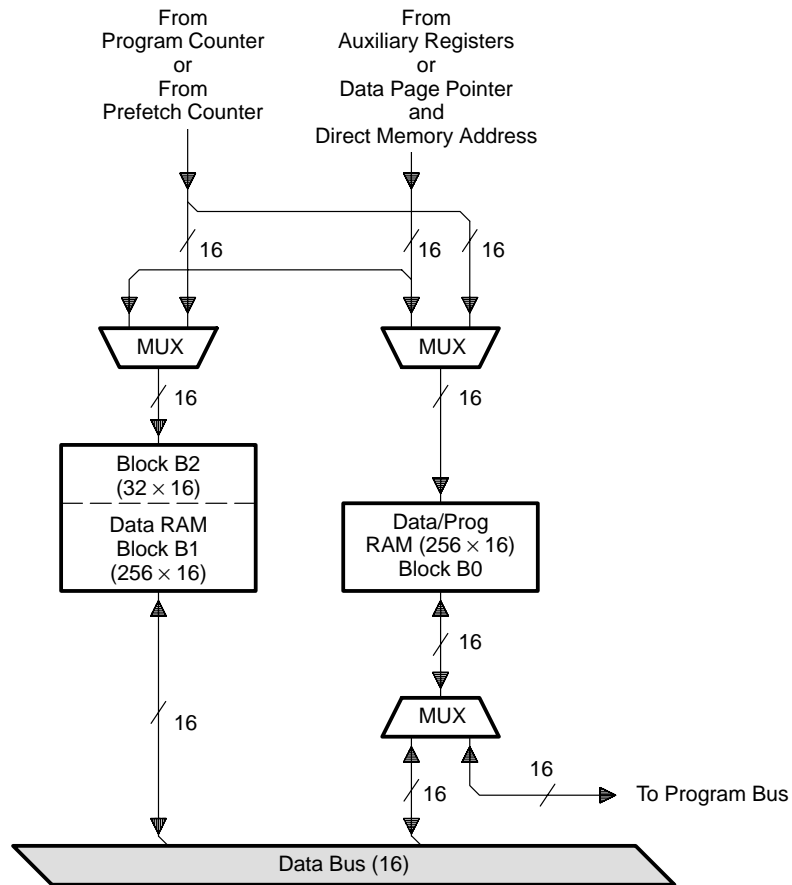 From
Program Counter
or
From
Prefetch Counter
From
Auxiliary Registers
or
Data Page Pointer
and
Direct Memory Address
16
16
16
MUX
MUX
16
16
Block B2
(32 × 16)
Data RAM
Block B1
(256 × 16)
Data/Prog
RAM (256 × 16)
Block B0
16
MUX
16
16
16
To Program Bus
Data Bus (16)